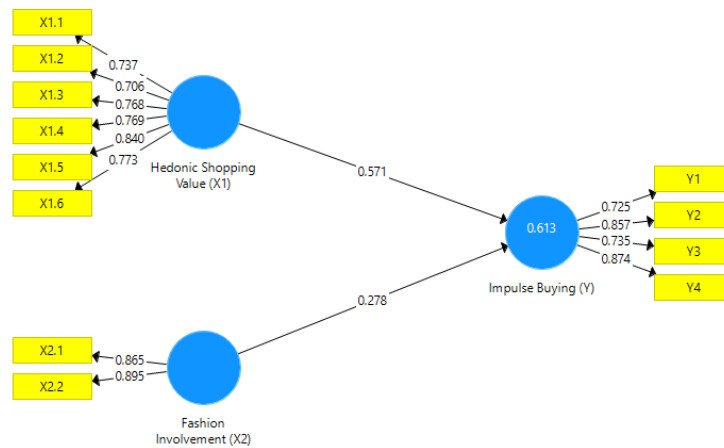 X1.1
X1.2
X1.3
X1.4
X1.5
X1.6
0.737
0.706
0.768
0.769
0.840
0.773
Hedonic Shopping
Value (X1)
0.571
0.613
Impulse Buying (Y)
0.725
0.857
0.735
0.874
Y1
Y2
Y3
Y4
0.278
X2.1
X2.2
0.865
0.895
Fashion
Involvement (X2)